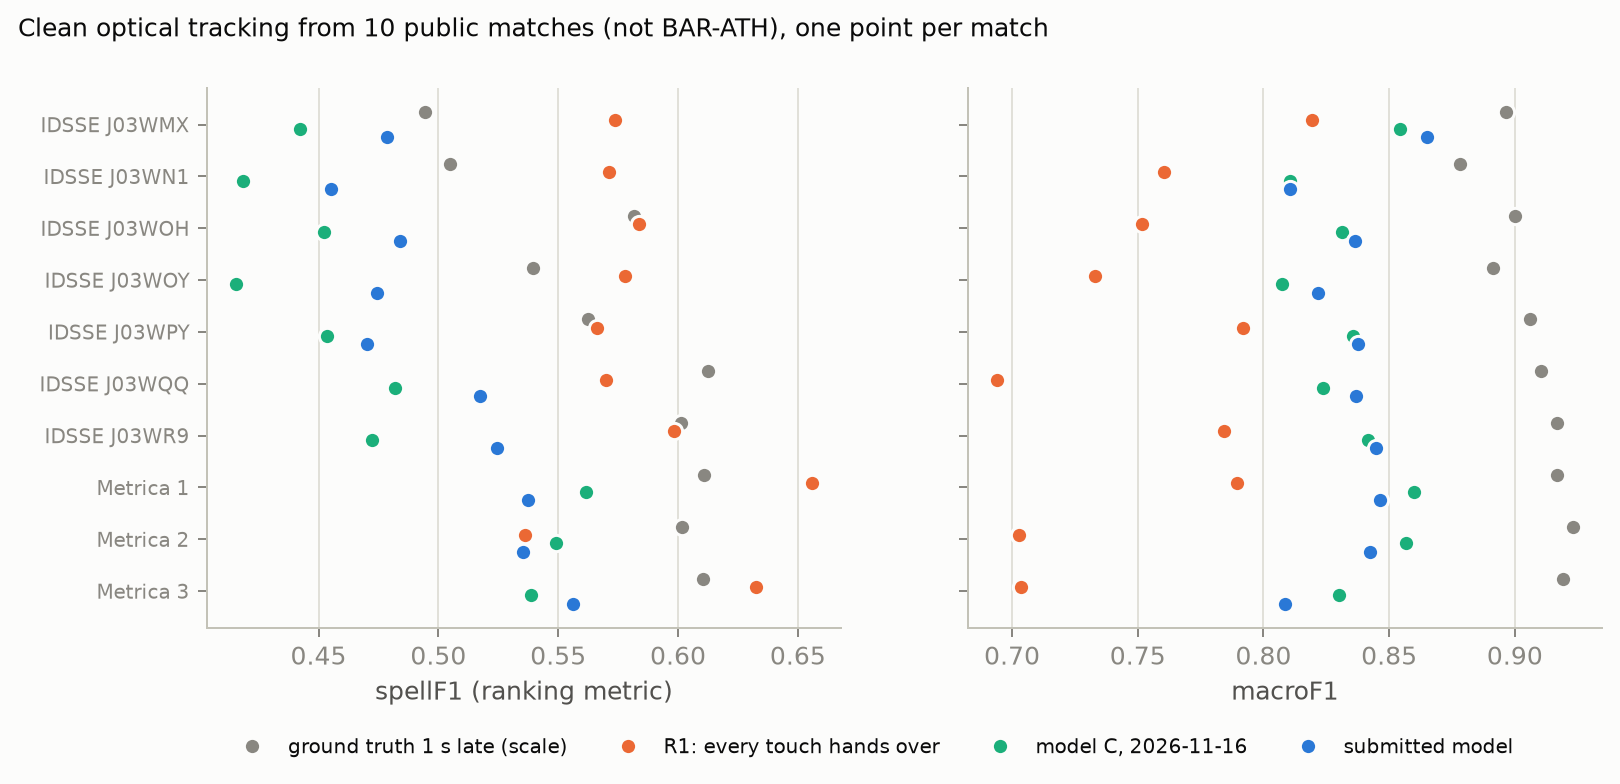 Clean optical tracking from 10 public matches (not BAR-ATH), one point per match
IDSSE J03WMX
IDSSE J03WN1
IDSSE J03WOH
IDSSE J03WOY
IDSSE J03WPY
IDSSE J03WQQ
IDSSE J03WR9
Metrica 1
Metrica 2
Metrica 3
0.45 0.50 0.55 0.60 0.65
spellF1 (ranking metric)
0.70 0.75 0.80 0.85 0.90
macroF1
ground truth 1 s late (scale) R1: every touch hands over model C, 2026-11-16 submitted model